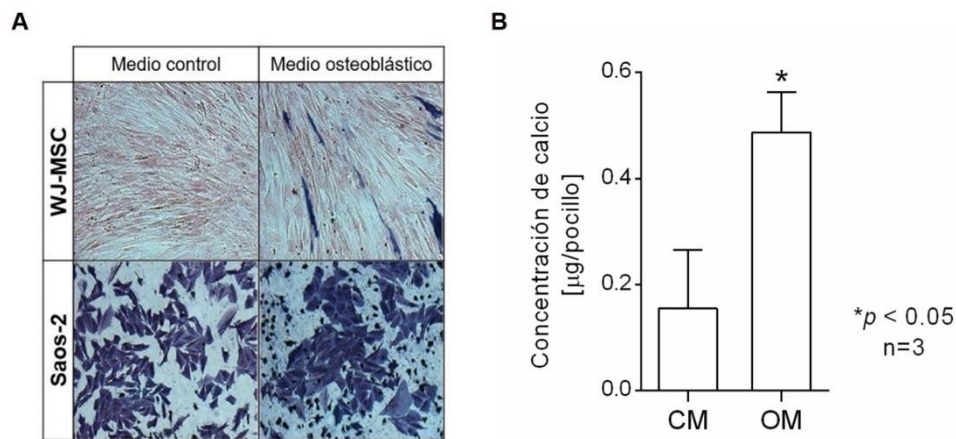 A
Medio control
Medio osteoblástico
WJ-MSC
Saos-2
B
Concentración de calcio
[µg/pocillo]
0.6
0.4
0.2
0.0
*
CM
OM
*p < 0.05
n=3